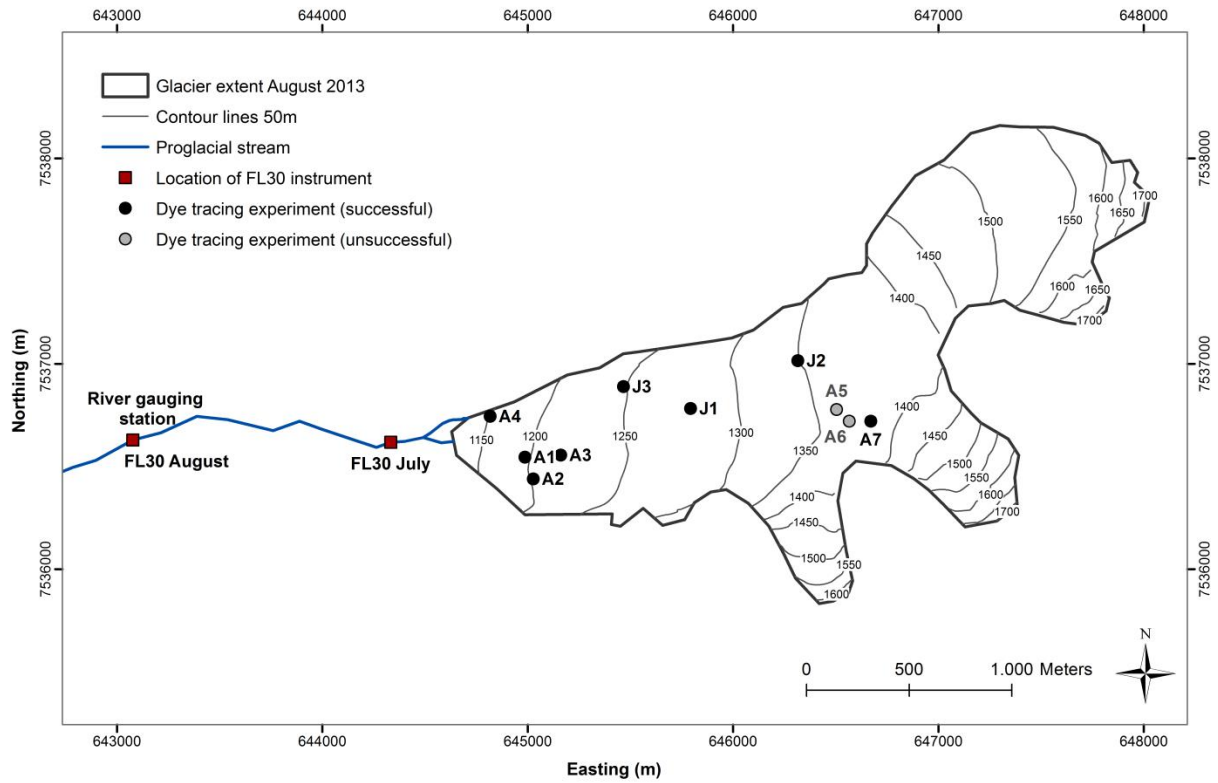 643000 644000 645000 646000 647000 648000
Glacier extent August 2013
Contour lines 50m
Proglacial stream
Location of FL30 instrument
Dye tracing experiment (successful)
Dye tracing experiment (unsuccessful)
7538000 7538000
7537000 7537000
7536000 7536000
Northing (m)
1600
1650
1700
1500
1550
1450
1400
1600
1650
1700
J2
J3
J1
A5
A6
A7
A4
1150
1200
1250
1300
1350
1400
1450
1500
1550
1600
1700
A1
A3
A2
River gauging
station
FL30 August
FL30 July
1400
1450
1500
1550
1600
N
0 500 1.000 Meters
643000 644000 645000 646000 647000 648000
Easting (m)